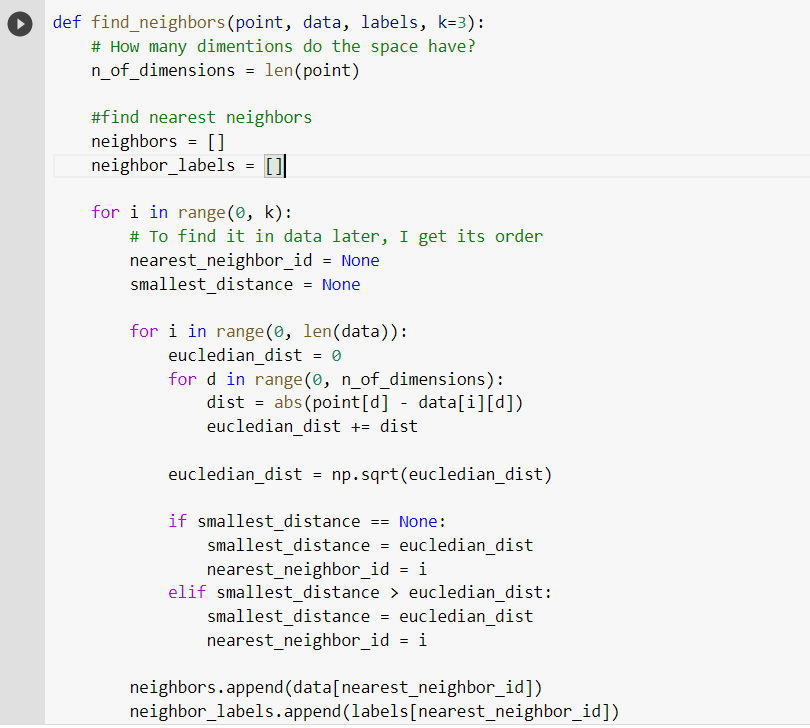 def find_neighbors(point, data, labels, k=3):
    # How many dimentions do the space have?
    n_of_dimensions = len(point)

    #find nearest neighbors
    neighbors = []
    neighbor_labels = []

    for i in range(0, k):
        # To find it in data later, I get its order
        nearest_neighbor_id = None
        smallest_distance = None

        for i in range(0, len(data)):
            eucledian_dist = 0
            for d in range(0, n_of_dimensions):
                dist = abs(point[d] - data[i][d])
                eucledian_dist += dist

            eucledian_dist = np.sqrt(eucledian_dist)

            if smallest_distance == None:
                smallest_distance = eucledian_dist
                nearest_neighbor_id = i
            elif smallest_distance > eucledian_dist:
                smallest_distance = eucledian_dist
                nearest_neighbor_id = i

        neighbors.append(data[nearest_neighbor_id])
        neighbor_labels.append(labels[nearest_neighbor_id])